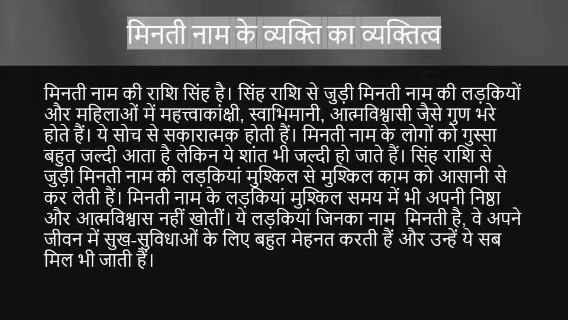 मिनती नाम के व्यक्ति का व्यक्तित्व
मिनती नाम की राशि सिंह है। सिंह राशि से जुड़ी मिनती नाम की लड़कियों
और महिलाओं में महत्त्वाकांक्षी, स्वाभिमानी, आत्मविश्वासी जैसे गुण भरे
होते हैं। ये सोच से सकारात्मक होती हैं। मिनती नाम के लोगों को गुस्सा
बहुत जल्दी आता है लेकिन ये शांत भी जल्दी हो जाते हैं। सिंह राशि से
जुड़ी मिनती नाम की लड़कियां मुश्किल से मुश्किल काम को आसानी से
कर लेती हैं। मिनती नाम के लड़कियां मुश्किल समय में भी अपनी निष्ठा
और आत्मविश्वास नहीं खोतीं। ये लड़कियां जिनका नाम मिनती है, वे अपने
जीवन में सुख-सुविधाओं के लिए बहुत मेहनत करती हैं और उन्हें ये सब
मिल भी जाती हैं।